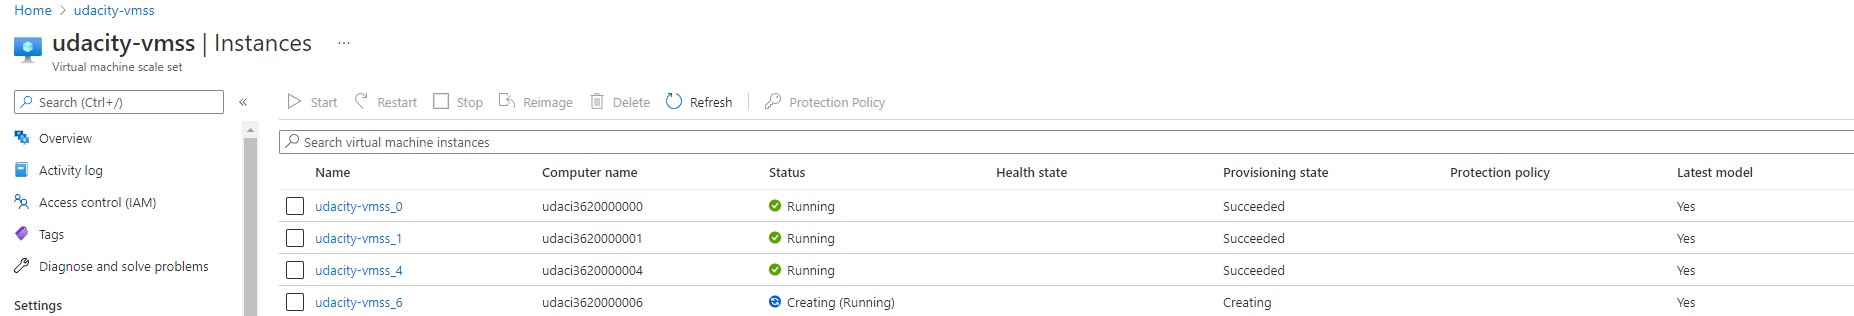 Home > udacity-vmss
udacity-vmss | Instances ...
Virtual machine scale set
Search (Ctrl+/) «
Start Restart Stop Reimage Delete Refresh Protection Policy
Overview
Activity log
Access control (IAM)
Tags
Diagnose and solve problems
Settings
Search virtual machine instances
Name Computer name Status Health state Provisioning state Protection policy Latest model
udacity-vmss_0 udaci3620000000 Running Succeeded Yes
udacity-vmss_1 udaci3620000001 Running Succeeded Yes
udacity-vmss_4 udaci3620000004 Running Succeeded Yes
udacity-vmss_6 udaci3620000006 Creating (Running) Creating Yes